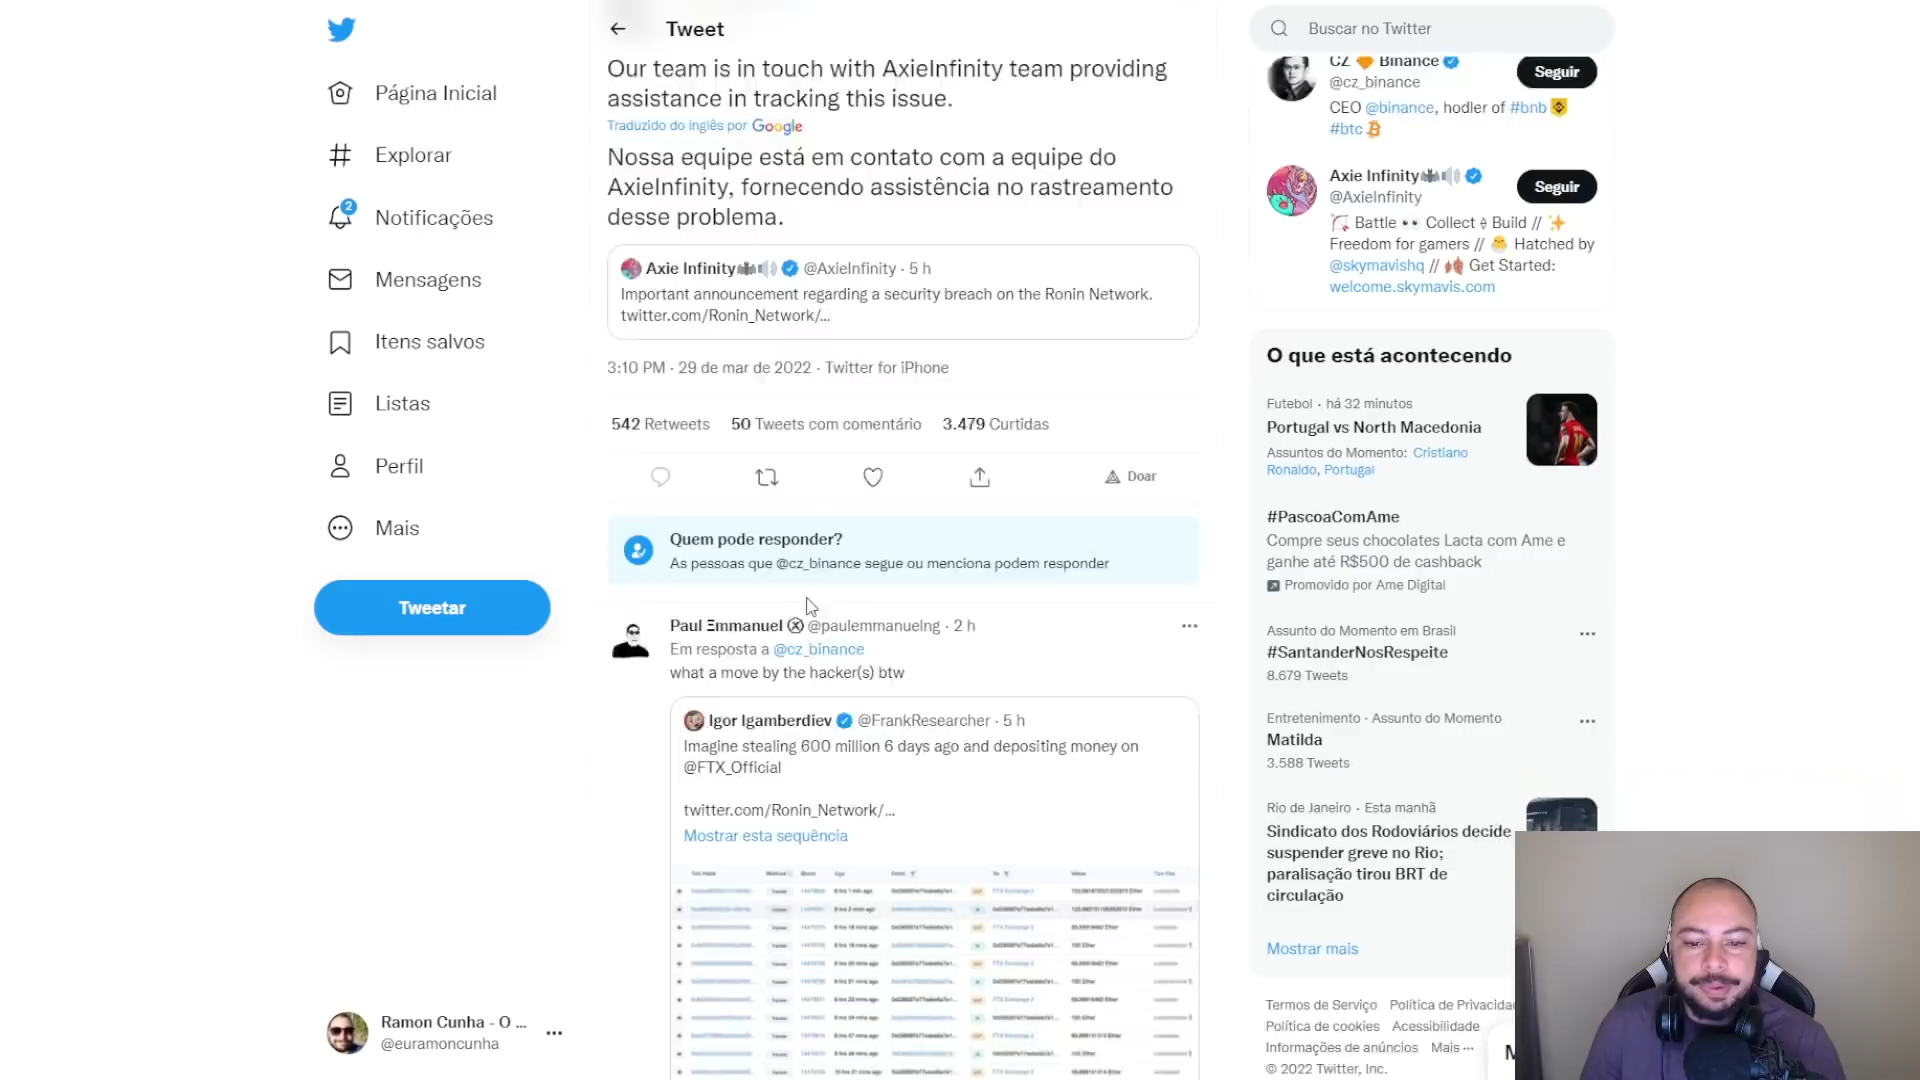 Tweet
Our team is in touch with AxieInfinity team providing
assistance in tracking this issue.
Traduzido do inglês por Google
Nossa equipe está em contato com a equipe do
AxieInfinity, fornecendo assistência no rastreamento
desse problema.
Axie Infinity @AxieInfinity · 5 h
Important announcement regarding a security breach on the Ronin Network.
twitter.com/Ronin_Network/...
3:10 PM · 29 de mar de 2022 · Twitter for iPhone
542 Retweets 50 Tweets com comentário 3.479 Curtidas
Doar
Quem pode responder?
As pessoas que @cz_binance segue ou menciona podem responder
Paul Ξmmanuel @paulemmanuelng · 2 h
Em resposta a @cz_binance
what a move by the hacker(s) btw
Igor Igamberdiev @FrankResearcher · 5 h
Imagine stealing 600 million 6 days ago and depositing money on
@FTX_Official
twitter.com/Ronin_Network/...
Mostrar esta sequência
Página Inicial
Explorar
2
Notificações
Mensagens
Itens salvos
Listas
Perfil
Mais
Tweetar
Ramon Cunha - O ...
@euramoncunha
Buscar no Twitter
CZ Binance
@cz_binance
Seguir
CEO @binance, hodler of #bnb
#btc
Axie Infinity
@AxieInfinity
Seguir
Battle Collect Build //
Freedom for gamers // Hatched by
@skymavishq // Get Started:
welcome.skymavis.com
O que está acontecendo
Futebol · há 32 minutos
Portugal vs North Macedonia
Assuntos do Momento: Cristiano
Ronaldo, Portugal
#PascoaComAme
Compre seus chocolates Lacta com Ame e
ganhe até R$500 de cashback
Promovido por Ame Digital
Assunto do Momento em Brasil
#SantanderNosRespeite
8.679 Tweets
Entretenimento · Assunto do Momento
Matilda
3.588 Tweets
Rio de Janeiro · Esta manhã
Sindicato dos Rodoviários decide
suspender greve no Rio;
paralisação tirou BRT de
circulação
Mostrar mais
Termos de Serviço Política de Privacidad
Política de cookies Acessibilidade
Informações de anúncios Mais ···
© 2022 Twitter, Inc.